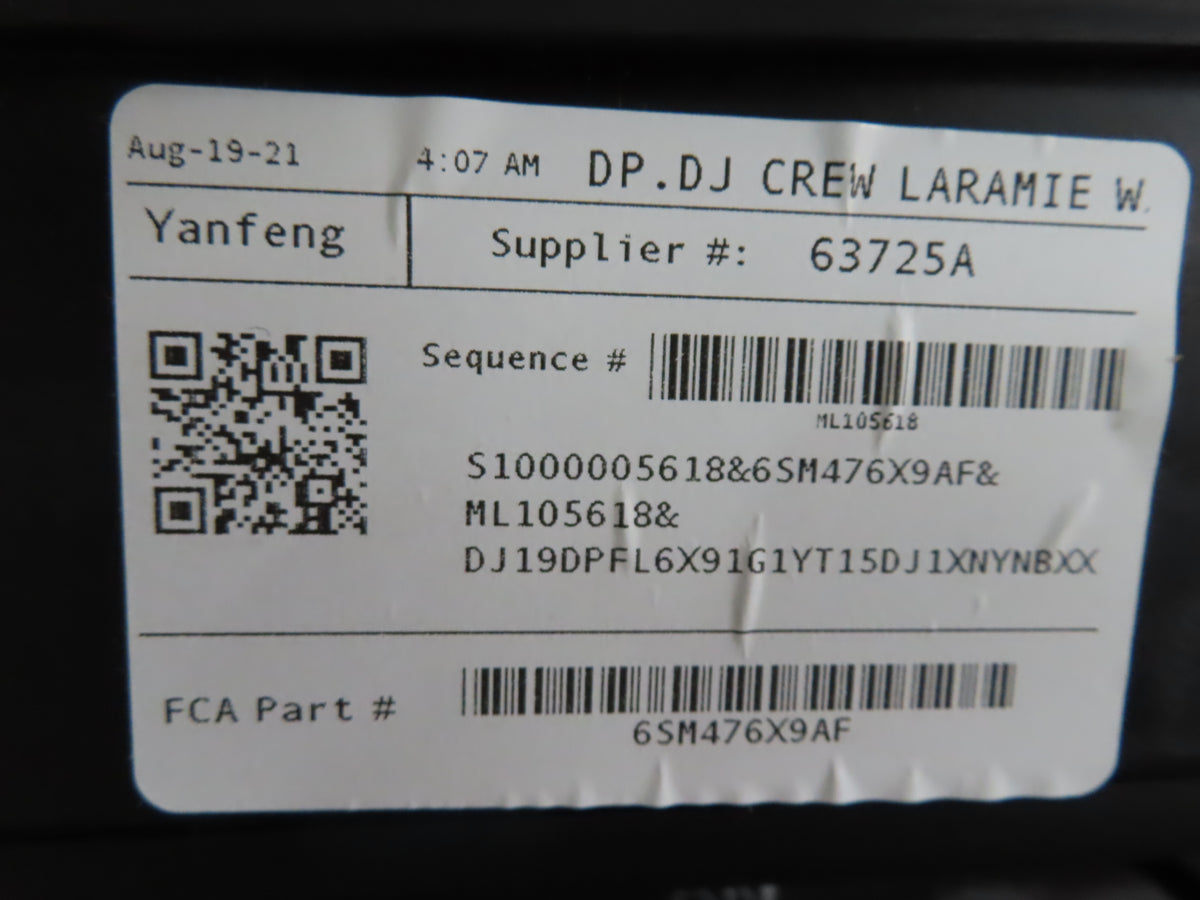 Aug-19-21 4:07 AM DP.DJ CREW LARAMIE W.
Yanfeng Supplier #: 63725A
Sequence #
ML105618
S1000005618&6SM476X9AF&
ML105618&
DJ19DPFL6X91G1YT15DJ1XNYNBXX
FCA Part #
6SM476X9AF